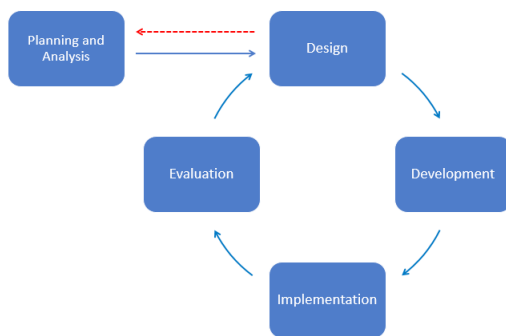 Planning and
Analysis
Design
Evaluation
Development
Implementation